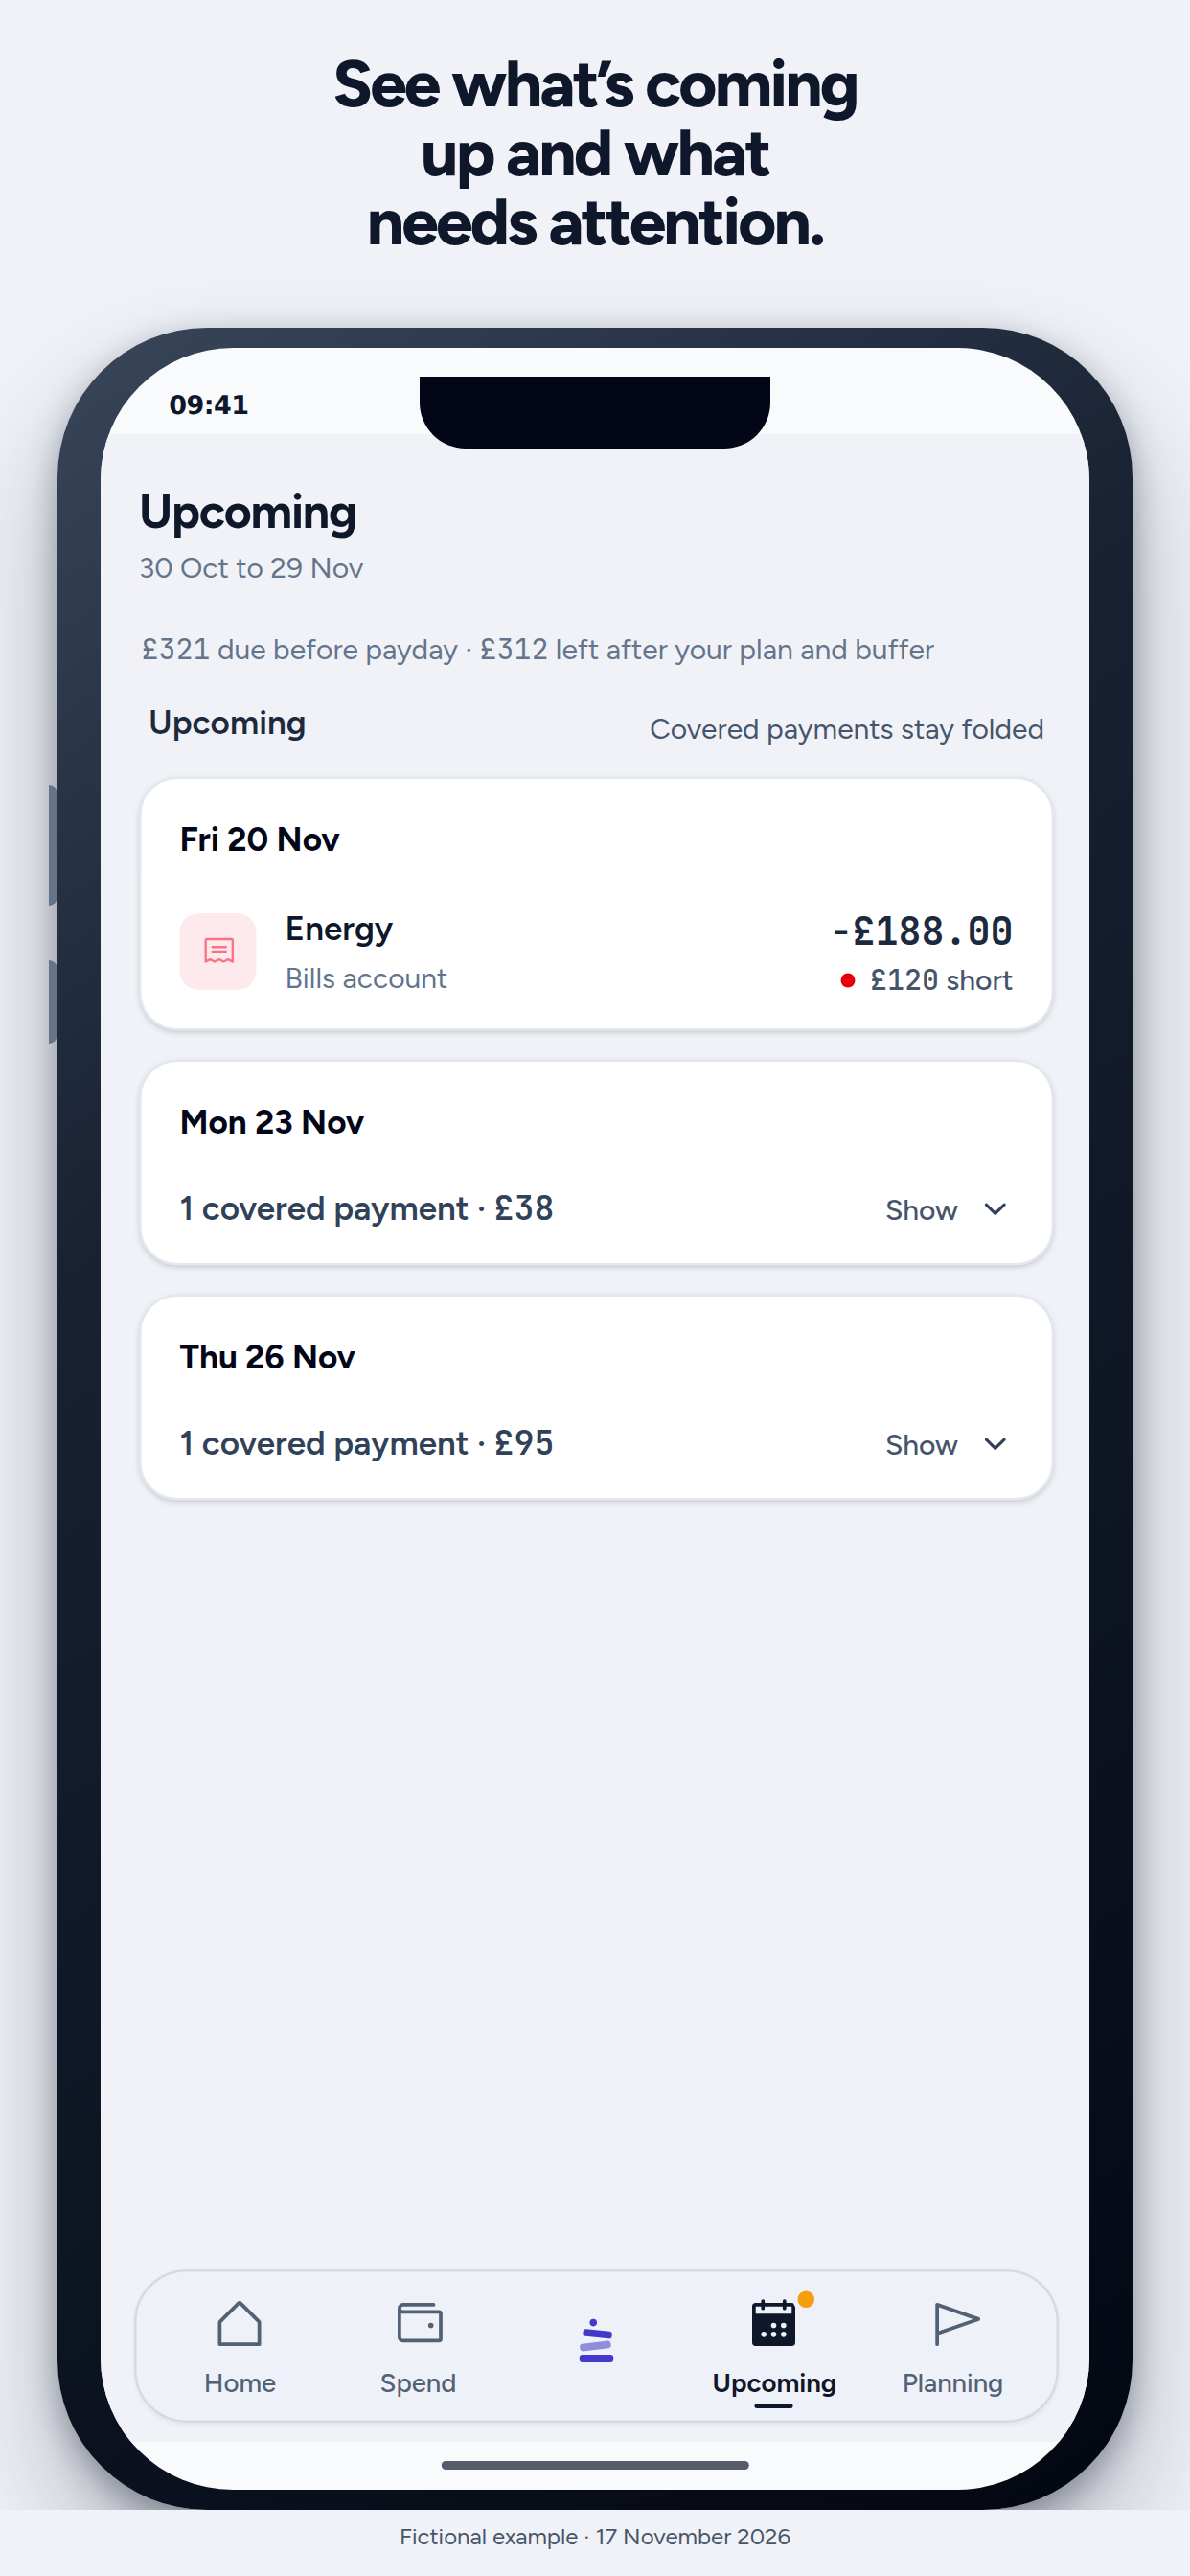 See what’s coming
up and what
needs attention.
09:41
Upcoming
30 Oct to 29 Nov
£321 due before payday · £312 left after your plan and buffer
Upcoming
Covered payments stay folded
Fri 20 Nov
Energy
-£188.00
Bills account
£120 short
Mon 23 Nov
1 covered payment · £38
Show
Thu 26 Nov
1 covered payment · £95
Show
Home
Spend
Upcoming
Planning
Fictional example · 17 November 2026